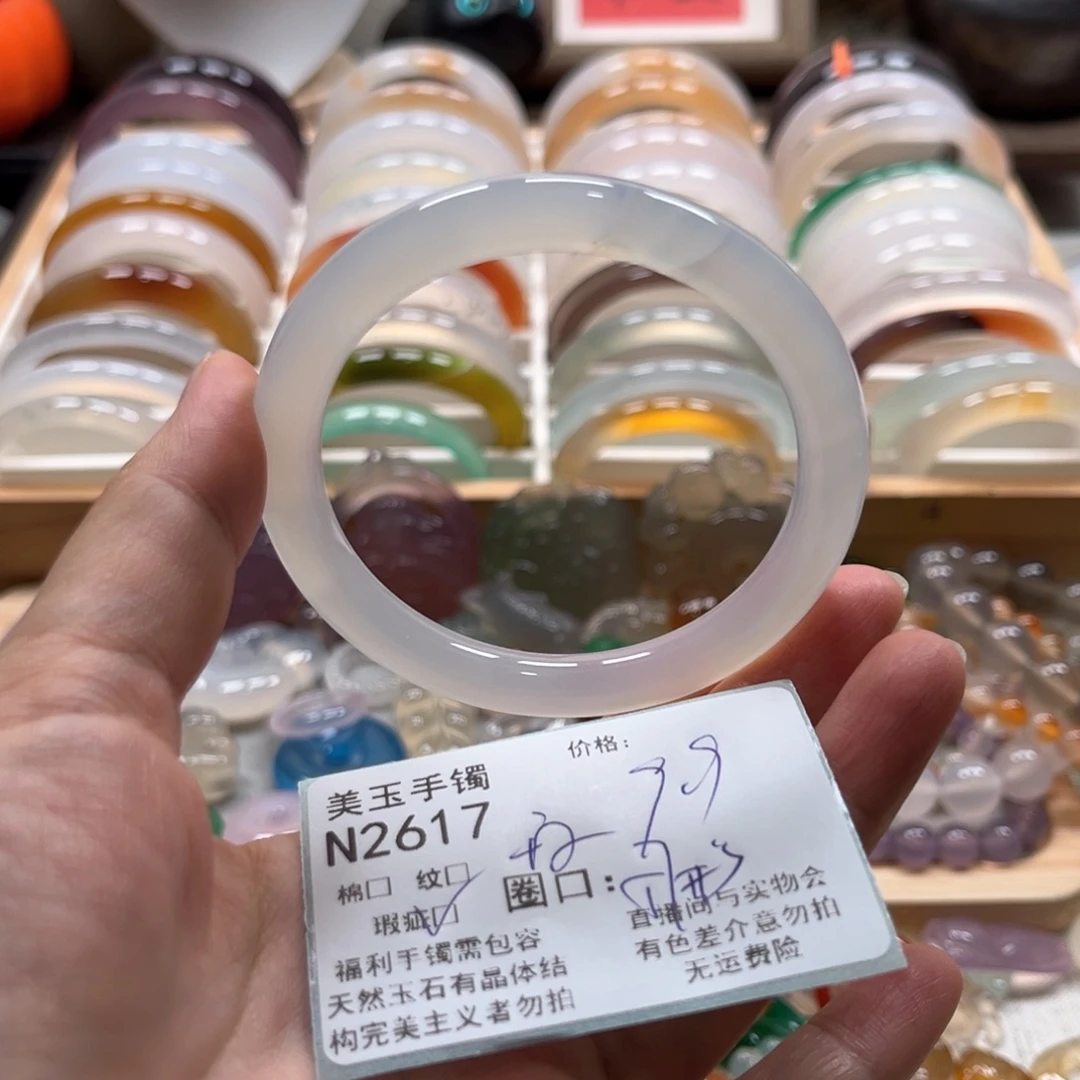 价格：
美玉手镯
N2617
棉□ 纹□
圈口：
瑕疵□
福利手镯需包容
天然玉石有晶体结
构完美主义者勿拍
直播间与实物会
有色差介意勿拍
无运费险